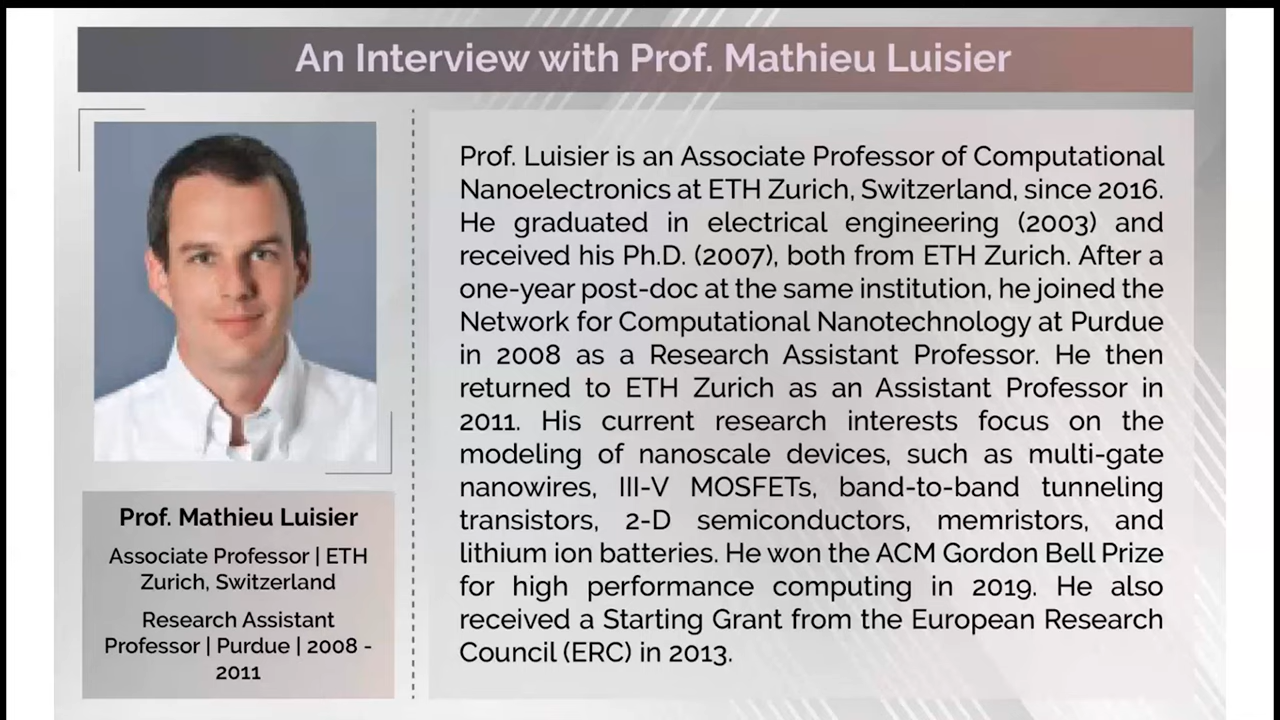 An Interview with Prof. Mathieu Luisier
Prof. Luisier is an Associate Professor of Computational
Nanoelectronics at ETH Zurich, Switzerland, since 2016.
He graduated in electrical engineering (2003) and
received his Ph.D. (2007), both from ETH Zurich. After a
one-year post-doc at the same institution, he joined the
Network for Computational Nanotechnology at Purdue
in 2008 as a Research Assistant Professor. He then
returned to ETH Zurich as an Assistant Professor in
2011. His current research interests focus on the
modeling of nanoscale devices, such as multi-gate
nanowires, III-V MOSFETs, band-to-band tunneling
transistors, 2-D semiconductors, memristors, and
lithium ion batteries. He won the ACM Gordon Bell Prize
for high performance computing in 2019. He also
received a Starting Grant from the European Research
Council (ERC) in 2013.
Prof. Mathieu Luisier
Associate Professor | ETH
Zurich, Switzerland
Research Assistant
Professor | Purdue | 2008 -
2011